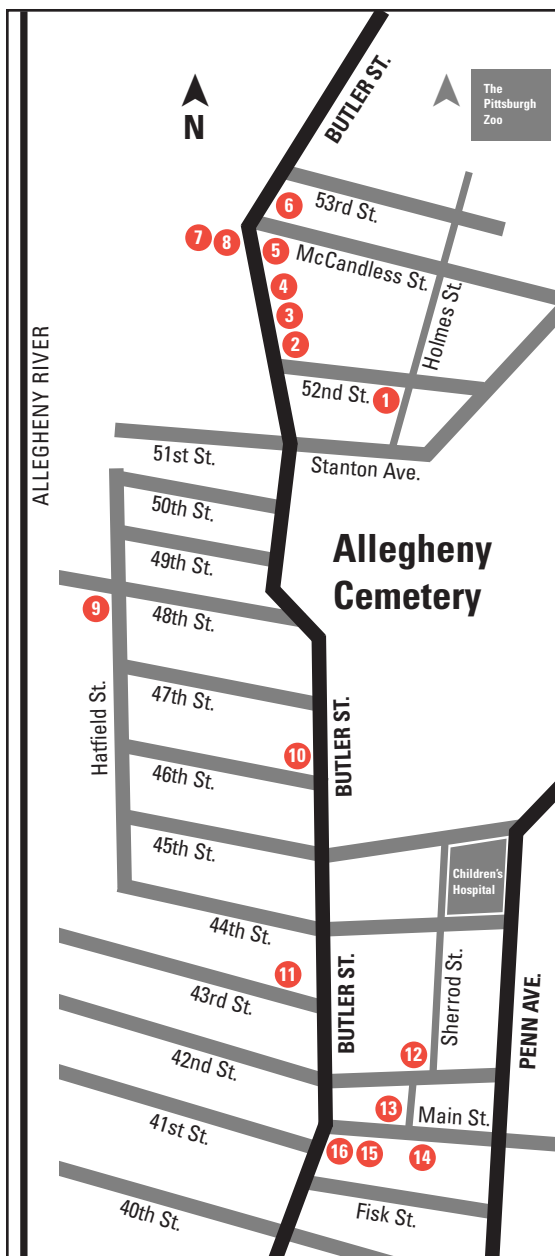 The
Pittsburgh
Zoo
BUTLER ST.
N
53rd St.
6
7
8
5
McCandless St.
4
3
2
Holmes St.
52nd St.
1
ALLEGHENY RIVER
51st St.
Stanton Ave.
50th St.
49th St.
Allegheny
Cemetery
9
48th St.
47th St.
Hatfield St.
10
BUTLER ST.
46th St.
45th St.
Children's
Hospital
44th St.
11
43rd St.
BUTLER ST.
Sherrod St.
PENN AVE.
12
42nd St.
13
Main St.
41st St.
16
15
14
40th St.
Fisk St.